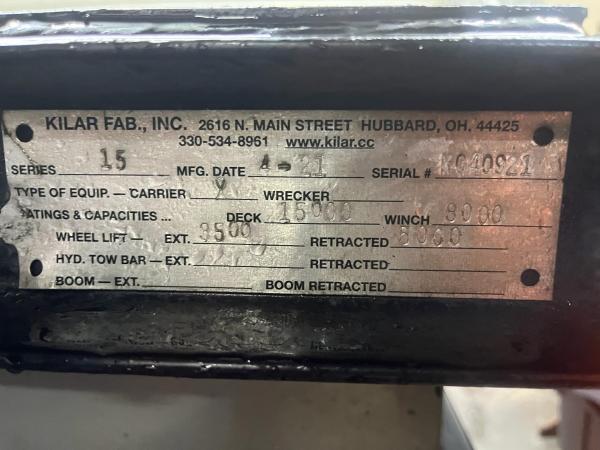 KILAR FAB., INC. 2616 N. MAIN STREET HUBBARD, OH. 44425
330-534-8961 www.kilar.cc
SERIES 15 MFG. DATE 4-21 SERIAL # KC40921
TYPE OF EQUIP. — CARRIER WRECKER
RATINGS & CAPACITIES ... DECK 15000 WINCH 8000
WHEEL LIFT — EXT. 3500 RETRACTED 8000
HYD. TOW BAR — EXT. RETRACTED
BOOM — EXT. BOOM RETRACTED